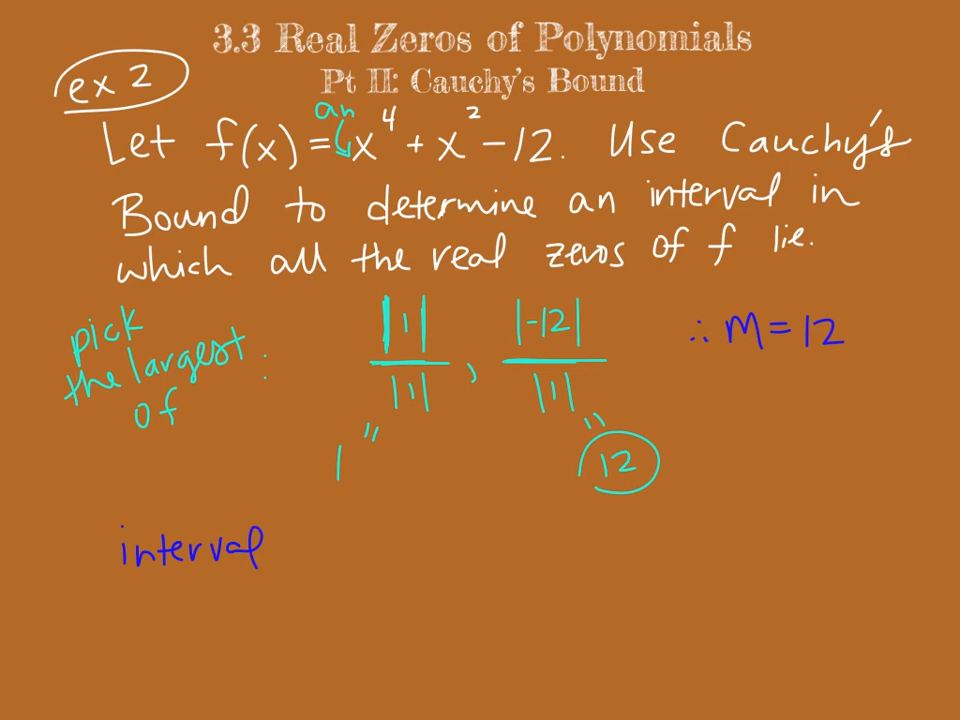 3.3 Real Zeros of Polynomials
Pt II: Cauchy's Bound
ex 2
an
Let f(x) = x⁴ + x² - 12. Use Cauchy's
Bound to determine an interval in
which all the real zeros of f lie.
pick the largest of : |1|/|1| , |-12|/|1| ∴ M = 12
" "
1 12
interval